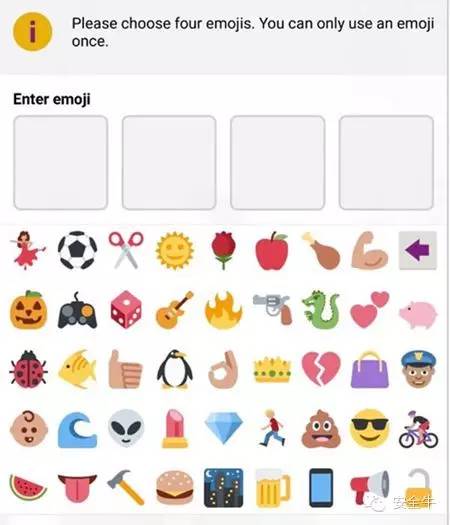 i
Please choose four emojis. You can only use an emoji
once.
Enter emoji
安全牛